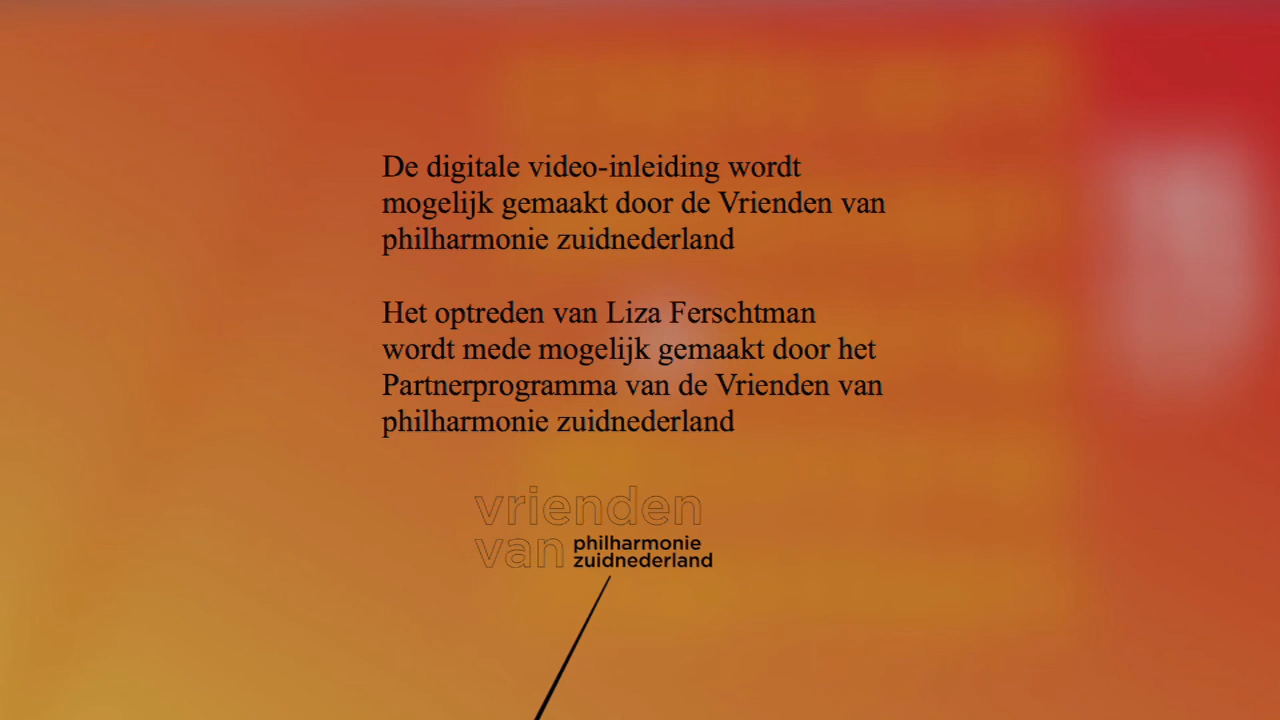 De digitale video-inleiding wordt
mogelijk gemaakt door de Vrienden van
philharmonie zuidnederland
Het optreden van Liza Ferschtman
wordt mede mogelijk gemaakt door het
Partnerprogramma van de Vrienden van
philharmonie zuidnederland
vrienden
van philharmonie
zuidnederland